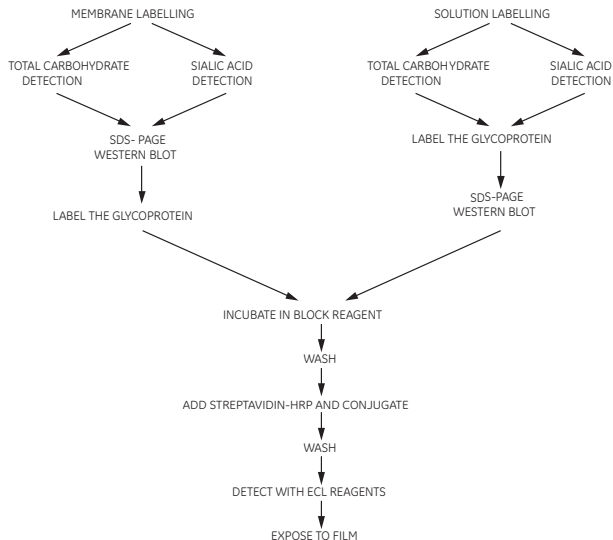 MEMBRANE LABELLING
SOLUTION LABELLING
TOTAL CARBOHYDRATE
DETECTION
SIALIC ACID
DETECTION
TOTAL CARBOHYDRATE
DETECTION
SIALIC ACID
DETECTION
SDS- PAGE
WESTERN BLOT
LABEL THE GLYCOPROTEIN
LABEL THE GLYCOPROTEIN
SDS-PAGE
WESTERN BLOT
INCUBATE IN BLOCK REAGENT
WASH
ADD STREPTAVIDIN-HRP AND CONJUGATE
WASH
DETECT WITH ECL REAGENTS
EXPOSE TO FILM